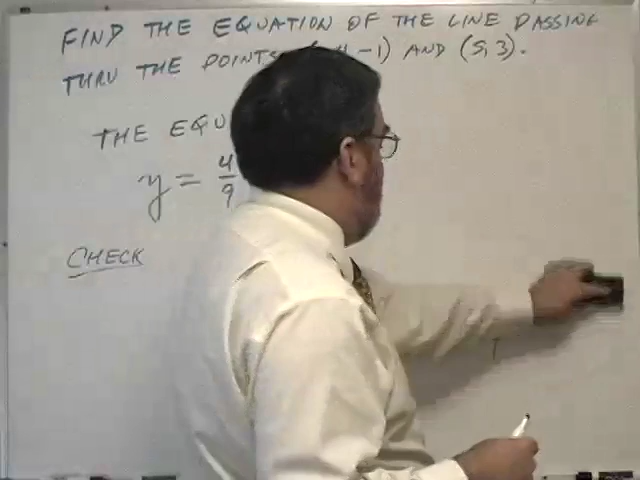 FIND THE EQUATION OF THE LINE PASSING
THRU THE POINTS -1) AND (5,3).
THE EQU
y = 4/9
CHECK